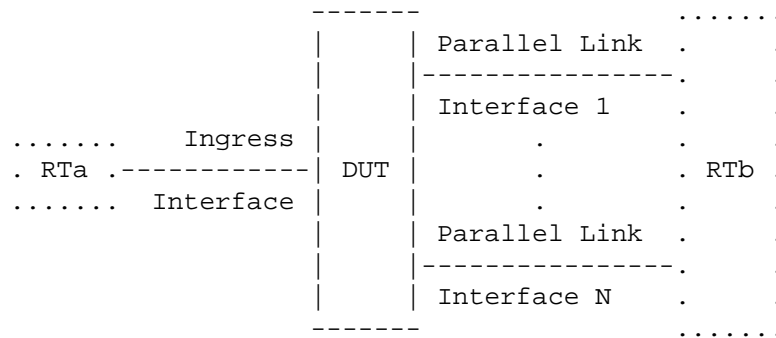 Parallel Link
Interface 1
Ingress
RTa
DUT
RTb
Interface
Parallel Link
Interface N